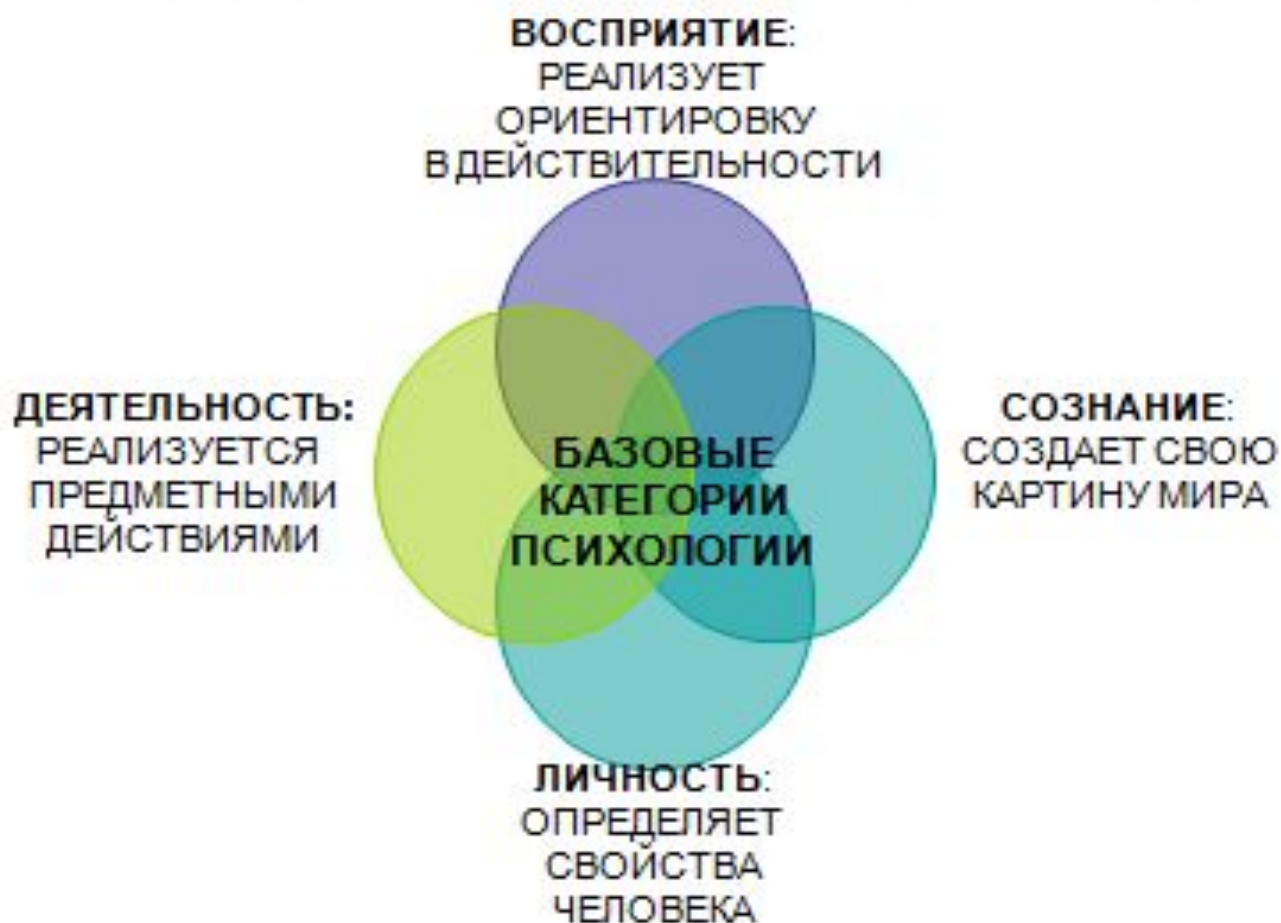 ВОСПРИЯТИЕ:
РЕАЛИЗУЕТ
ОРИЕНТИРОВКУ
В ДЕЙСТВИТЕЛЬНОСТИ
ДЕЯТЕЛЬНОСТЬ:
РЕАЛИЗУЕТСЯ
ПРЕДМЕТНЫМИ
ДЕЙСТВИЯМИ
БАЗОВЫЕ
КАТЕГОРИИ
ПСИХОЛОГИИ
СОЗНАНИЕ:
СОЗДАЕТ СВОЮ
КАРТИНУ МИРА
ЛИЧНОСТЬ:
ОПРЕДЕЛЯЕТ
СВОЙСТВА
ЧЕЛОВЕКА